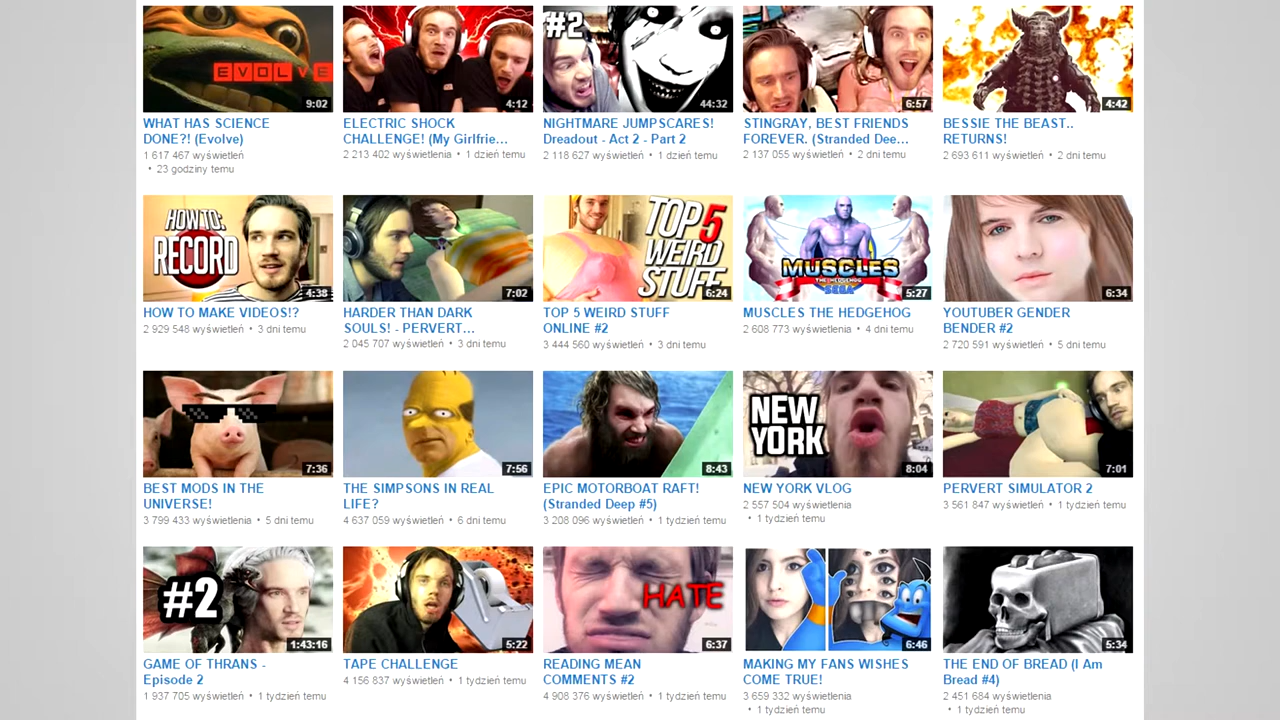 EVOLVE
9:02
4:12
#2
44:32
6:57
4:42
WHAT HAS SCIENCE
DONE?! (Evolve)
1 617 467 wyświetleń
• 23 godziny temu
ELECTRIC SHOCK
CHALLENGE! (My Girlfrie...
2 213 402 wyświetlenia • 1 dzień temu
NIGHTMARE JUMPSCARES!
Dreadout - Act 2 - Part 2
2 118 627 wyświetleń • 1 dzień temu
STINGRAY, BEST FRIENDS
FOREVER. (Stranded Dee...
2 137 055 wyświetleń • 2 dni temu
BESSIE THE BEAST..
RETURNS!
2 693 611 wyświetleń • 2 dni temu
HOW TO:
RECORD
4:38
7:02
TOP 5
WEIRD
STUFF
6:24
MUSCLES
THE HEDGEHOG
SEGA
5:27
6:34
HOW TO MAKE VIDEOS!?
2 929 548 wyświetleń • 3 dni temu
HARDER THAN DARK
SOULS! - PERVERT...
2 045 707 wyświetleń • 3 dni temu
TOP 5 WEIRD STUFF
ONLINE #2
3 444 560 wyświetleń • 3 dni temu
MUSCLES THE HEDGEHOG
2 608 773 wyświetlenia • 4 dni temu
YOUTUBER GENDER
BENDER #2
2 720 591 wyświetleń • 5 dni temu
7:36
7:56
8:43
NEW
YORK
8:04
7:01
BEST MODS IN THE
UNIVERSE!
3 799 433 wyświetlenia • 5 dni temu
THE SIMPSONS IN REAL
LIFE?
4 637 059 wyświetleń • 6 dni temu
EPIC MOTORBOAT RAFT!
(Stranded Deep #5)
3 208 096 wyświetleń • 1 tydzień temu
NEW YORK VLOG
2 557 504 wyświetlenia
• 1 tydzień temu
PERVERT SIMULATOR 2
3 561 847 wyświetleń • 1 tydzień temu
#2
1:43:16
5:22
HATE
6:37
6:46
5:34
GAME OF THRANS -
Episode 2
1 937 705 wyświetleń • 1 tydzień temu
TAPE CHALLENGE
4 156 837 wyświetleń • 1 tydzień temu
READING MEAN
COMMENTS #2
4 908 376 wyświetleń • 1 tydzień temu
MAKING MY FANS WISHES
COME TRUE!
3 659 332 wyświetlenia
• 1 tydzień temu
THE END OF BREAD (I Am
Bread #4)
2 451 684 wyświetlenia
• 1 tydzień temu